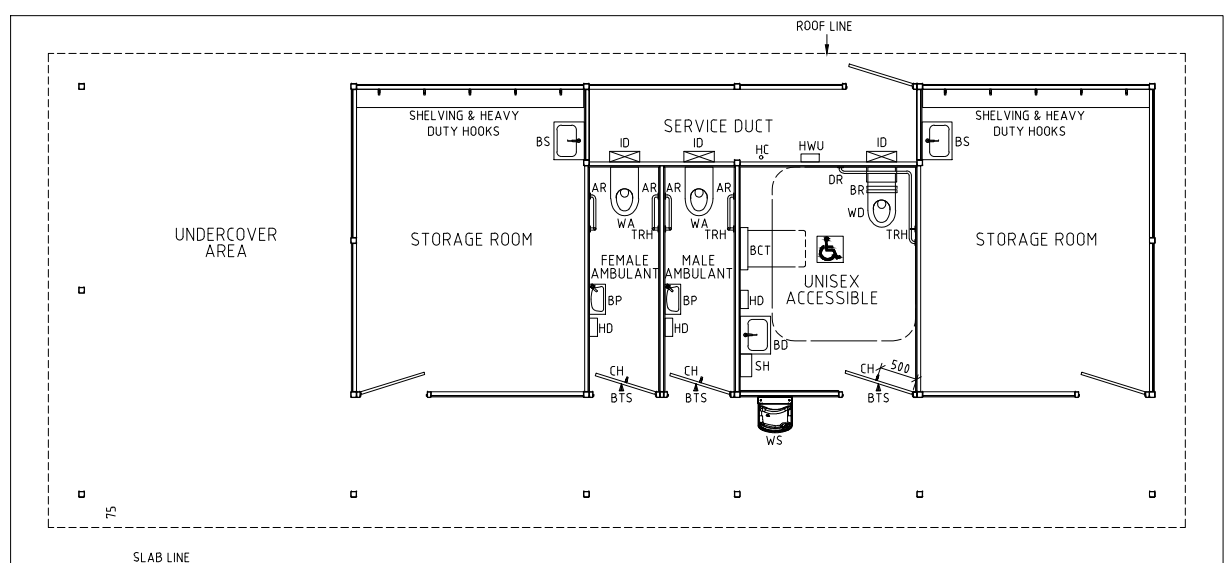 ROOF LINE
SHELVING & HEAVY
DUTY HOOKS
BS
SERVICE DUCT
ID
ID
HC
HWU
ID
SHELVING & HEAVY
DUTY HOOKS
BS
AR
AR
WA
TRH
AR
AR
WA
TRH
DR
BR
WD
TRH
UNDERCOVER
AREA
STORAGE ROOM
FEMALE
AMBULANT
MALE
AMBULANT
BCT
UNISEX
ACCESSIBLE
STORAGE ROOM
BP
HD
BP
HD
HD
BD
SH
CH
BTS
CH
BTS
CH
500
BTS
WS
75
SLAB LINE